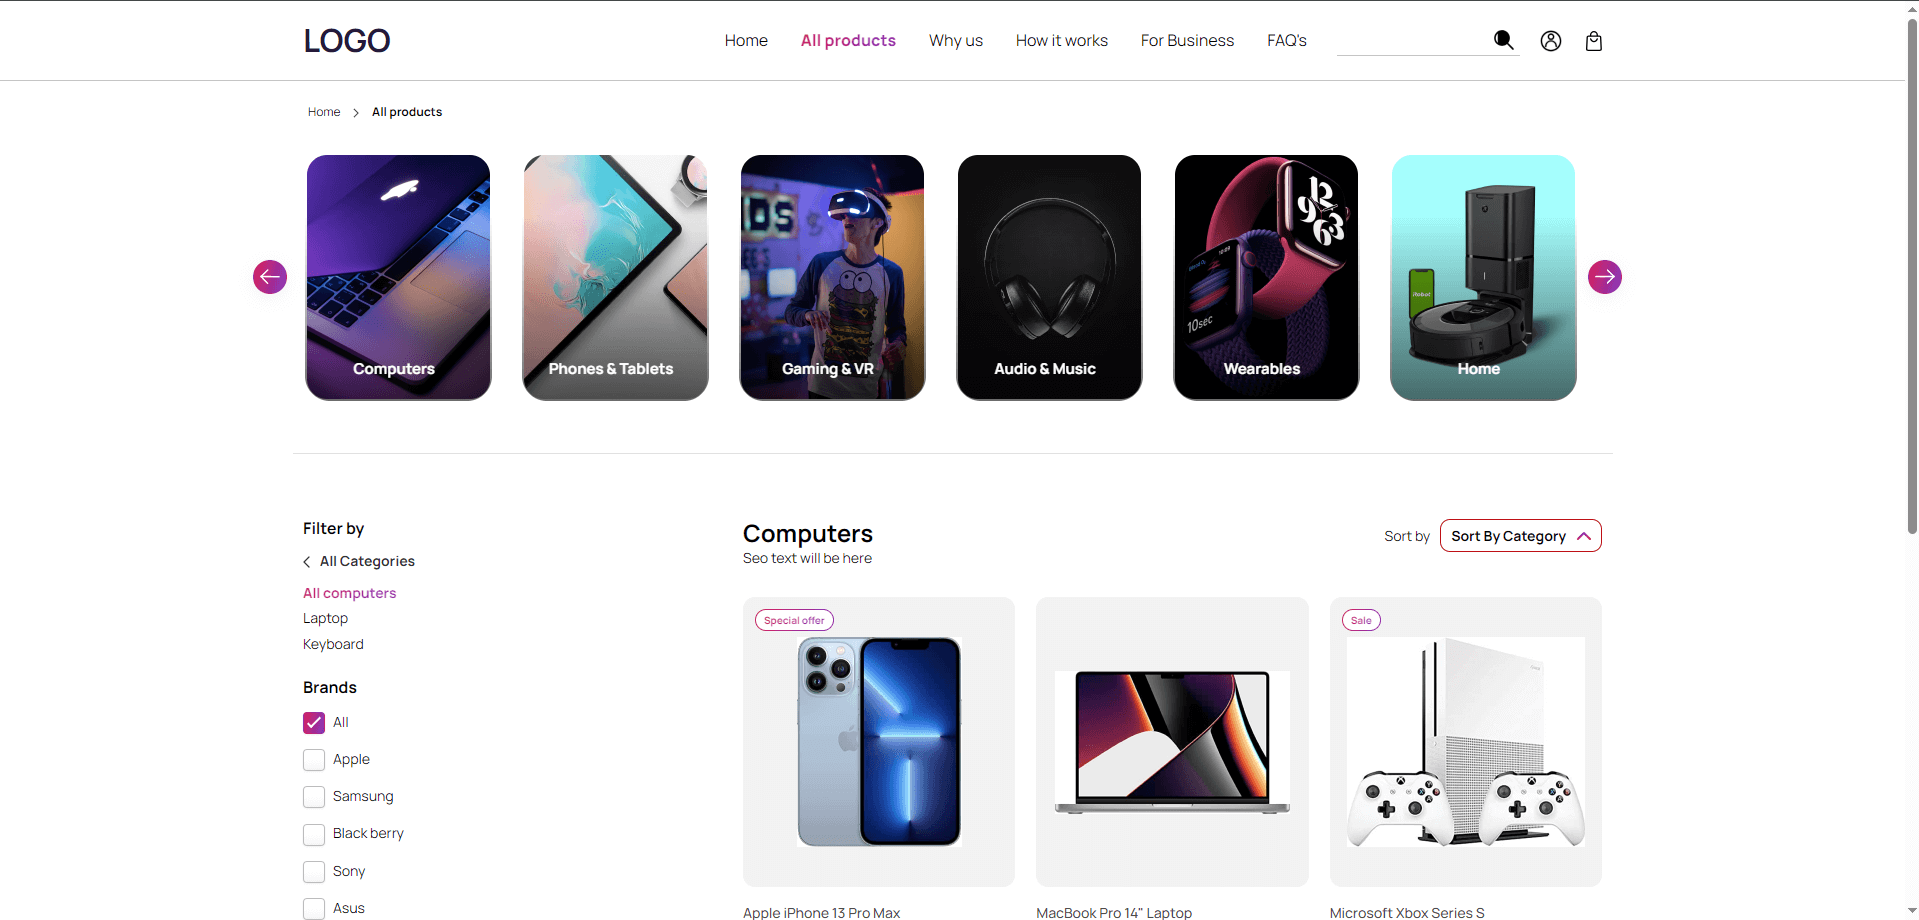 LOGO
Home
All products
Why us
How it works
For Business
FAQ's
Home
All products
Computers
Phones & Tablets
Gaming & VR
Audio & Music
10sec
Wearables
Home
Filter by
All Categories
All computers
Laptop
Keyboard
Brands
All
Apple
Samsung
Black berry
Sony
Asus
Computers
Seo text will be here
Sort by
Sort By Category
Special offer
Sale
Apple iPhone 13 Pro Max
MacBook Pro 14" Laptop
Microsoft Xbox Series S